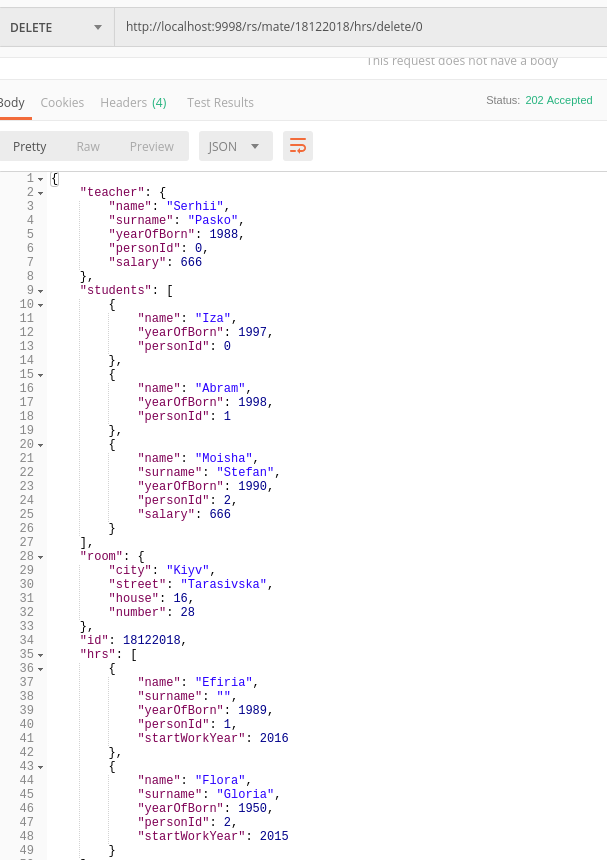 DELETE http://localhost:9998/rs/mate/18122018/hrs/delete/0
This request does not have a body
Body Cookies Headers (4) Test Results Status: 202 Accepted
Pretty Raw Preview JSON
1 {
2 "teacher": {
3 "name": "Serhii",
4 "surname": "Pasko",
5 "yearOfBorn": 1988,
6 "personId": 0,
7 "salary": 666
8 },
9 "students": [
10 {
11 "name": "Iza",
12 "yearOfBorn": 1997,
13 "personId": 0
14 },
15 {
16 "name": "Abram",
17 "yearOfBorn": 1998,
18 "personId": 1
19 },
20 {
21 "name": "Moisha",
22 "surname": "Stefan",
23 "yearOfBorn": 1990,
24 "personId": 2,
25 "salary": 666
26 }
27 ],
28 "room": {
29 "city": "Kiyv",
30 "street": "Tarasivska",
31 "house": 16,
32 "number": 28
33 },
34 "id": 18122018,
35 "hrs": [
36 {
37 "name": "Efiria",
38 "surname": "",
39 "yearOfBorn": 1989,
40 "personId": 1,
41 "startWorkYear": 2016
42 },
43 {
44 "name": "Flora",
45 "surname": "Gloria",
46 "yearOfBorn": 1950,
47 "personId": 2,
48 "startWorkYear": 2015
49 }